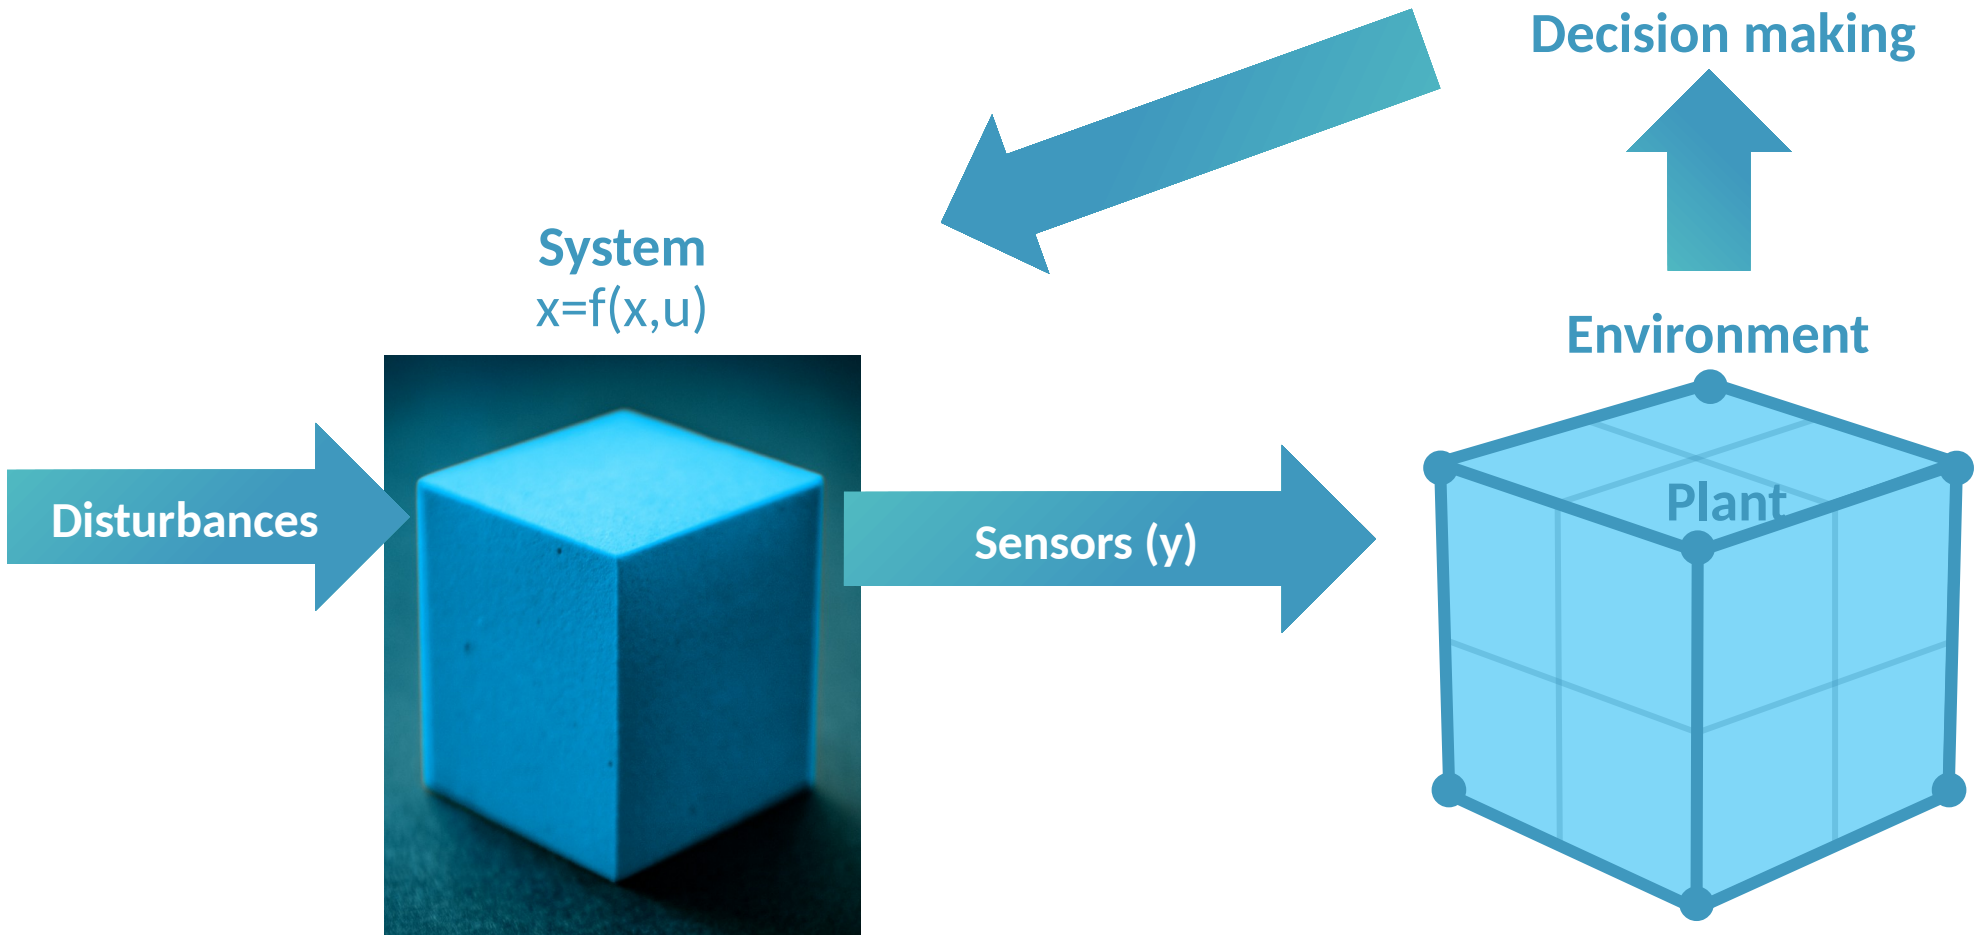 Decision making
System
x=f(x,u)
Environment
Plant
Disturbances
Sensors (y)